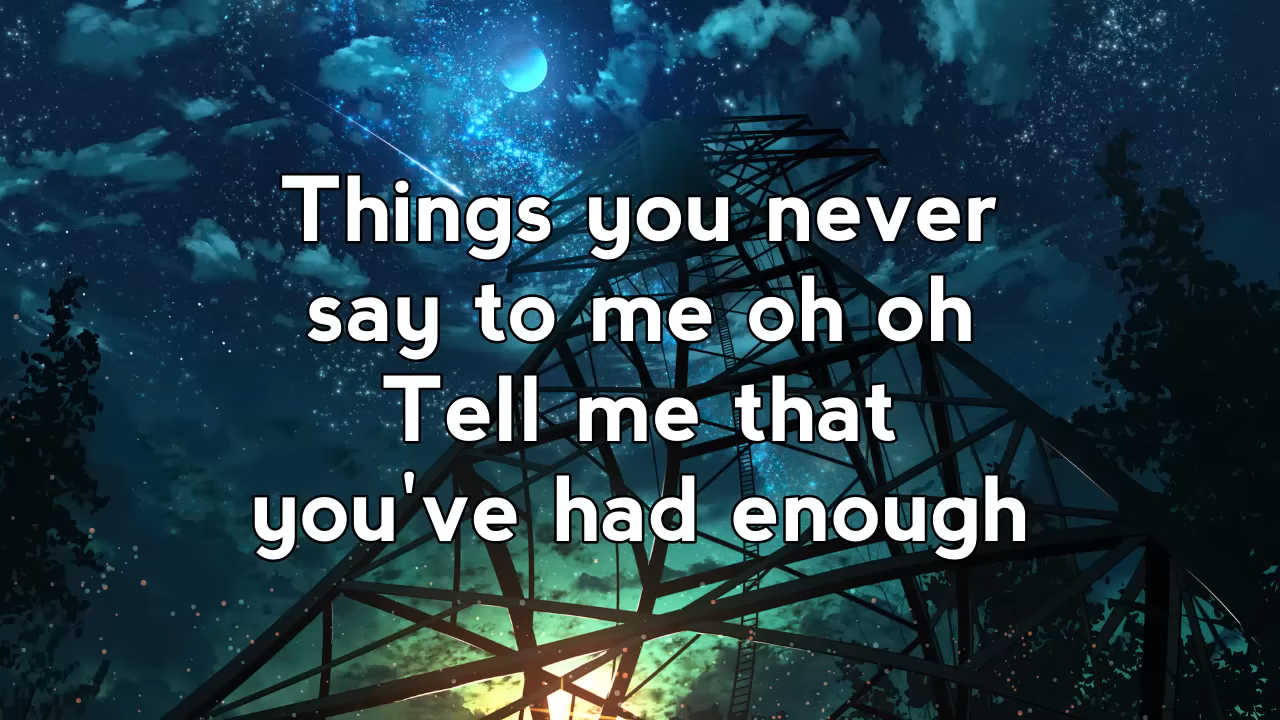 Things you never
say to me oh oh
Tell me that
you've had enough